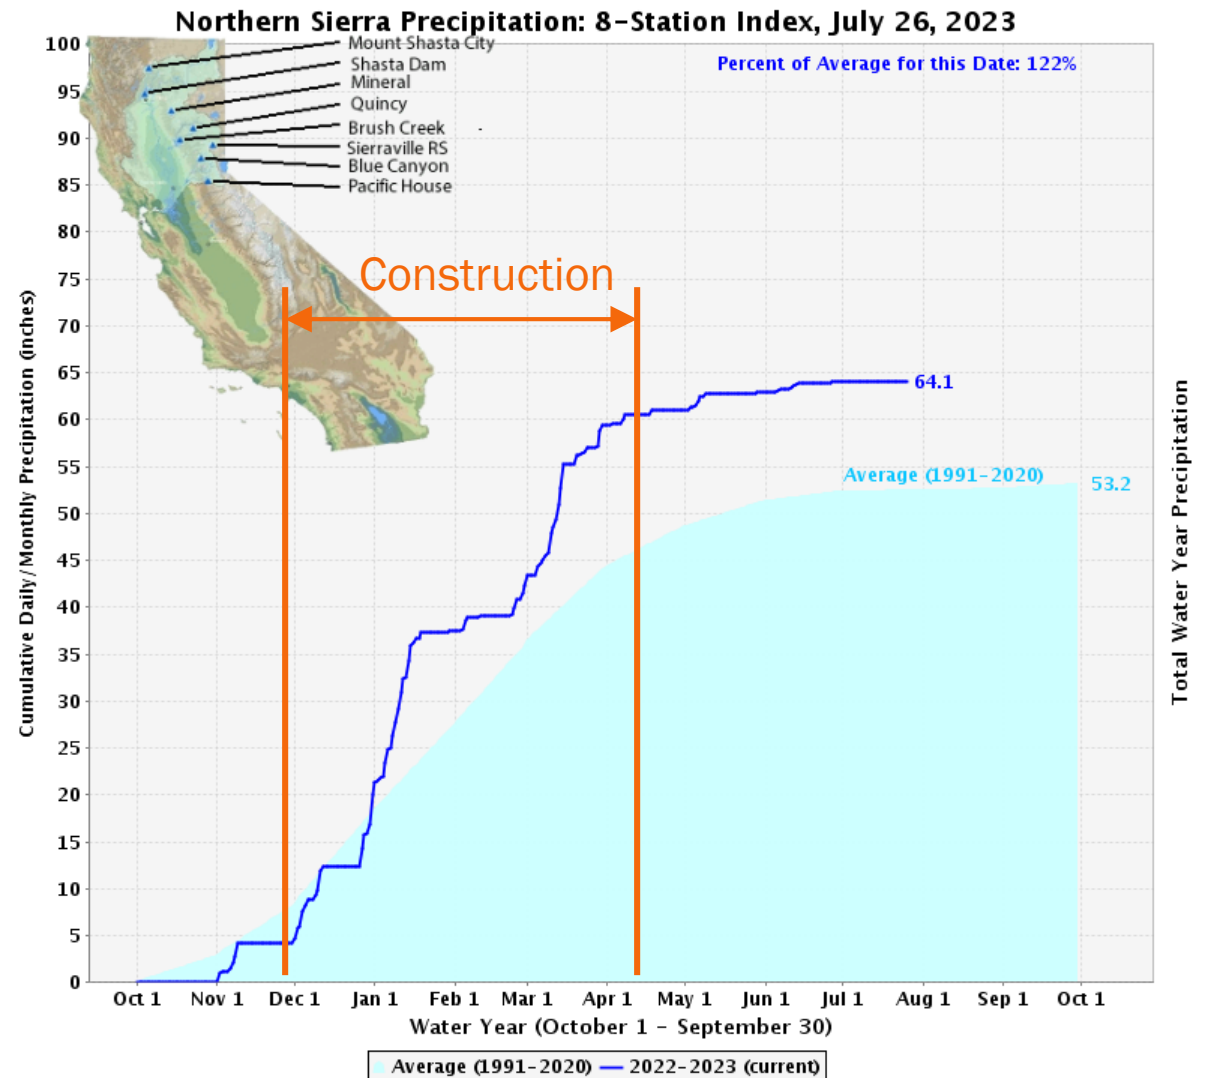 Northern Sierra Precipitation: 8-Station Index, July 26, 2023
Percent of Average for this Date: 122%
Mount Shasta City
Shasta Dam
Mineral
Quincy
Brush Creek
Sierraville RS
Blue Canyon
Pacific House
Construction
64.1
Average (1991-2020)
53.2
Cumulative Daily/Monthly Precipitation (inches)
100
95
90
85
80
75
70
65
60
55
50
45
40
35
30
25
20
15
10
5
0
Total Water Year Precipitation
Oct 1 Nov 1 Dec 1 Jan 1 Feb 1 Mar 1 Apr 1 May 1 Jun 1 Jul 1 Aug 1 Sep 1 Oct 1
Water Year (October 1 - September 30)
Average (1991-2020) 2022-2023 (current)